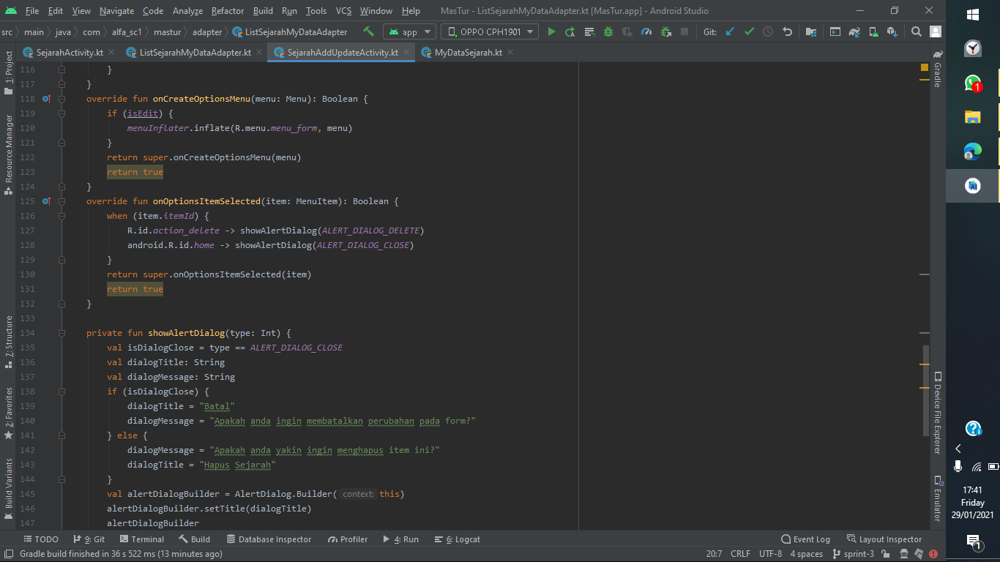 File Edit View Navigate Code Analyze Refactor Build Run Tools VCS Window Help MasTur - ListSejarahMyDataAdapter.kt [MasTur.app] - Android Studio
src main java com alfa_sc1 mastur adapter ListSejarahMyDataAdapter app OPPO CPH1901 Git:
SejarahActivity.kt ListSejarahMyDataAdapter.kt SejarahAddUpdateActivity.kt MyDataSejarah.kt
1: Project
Resource Manager
7: Structure
2: Favorites
Build Variants
116 }
117 }
118 override fun onCreateOptionsMenu(menu: Menu): Boolean {
119 if (isEdit) {
120 menuInflater.inflate(R.menu.menu_form, menu)
121 }
122 return super.onCreateOptionsMenu(menu)
123 return true
124 }
125 override fun onOptionsItemSelected(item: MenuItem): Boolean {
126 when (item.itemId) {
127 R.id.action_delete -> showAlertDialog(ALERT_DIALOG_DELETE)
128 android.R.id.home -> showAlertDialog(ALERT_DIALOG_CLOSE)
129 }
130 return super.onOptionsItemSelected(item)
131 return true
132 }
133
134 private fun showAlertDialog(type: Int) {
135 val isDialogClose = type == ALERT_DIALOG_CLOSE
136 val dialogTitle: String
137 val dialogMessage: String
138 if (isDialogClose) {
139 dialogTitle = "Batal"
140 dialogMessage = "Apakah anda ingin membatalkan perubahan pada form?"
141 } else {
142 dialogMessage = "Apakah anda yakin ingin menghapus item ini?"
143 dialogTitle = "Hapus Sejarah"
144 }
145 val alertDialogBuilder = AlertDialog.Builder( context: this)
146 alertDialogBuilder.setTitle(dialogTitle)
147 alertDialogBuilder
Gradle
Device File Explorer
Emulator
TODO 9: Git Terminal Build Database Inspector Profiler 4: Run 6: Logcat Event Log Layout Inspector
Gradle build finished in 36 s 522 ms (13 minutes ago) 20:7 CRLF UTF-8 4 spaces sprint-3
1
17:41
Friday
29/01/2021
1